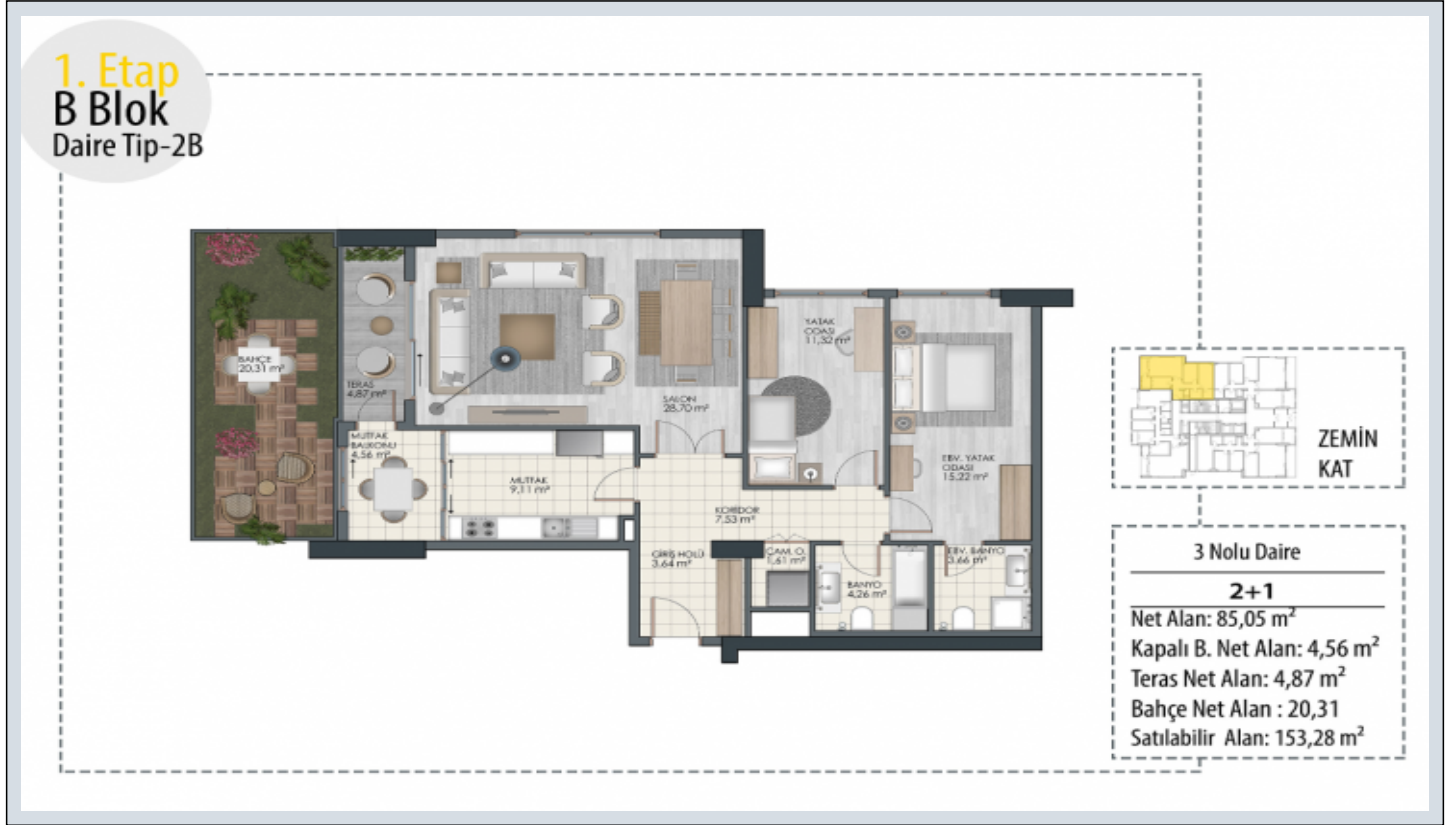 1. Etap
B Blok
Daire Tip-2B
BAHÇE
20,31 m²
TERAS
4,87 m²
SALON
28,70 m²
YATAK
ODASI
11,32 m²
EBV. YATAK
ODASI
15,22 m²
MUTFAK
BALKONU
4,56 m²
MUTFAK
9,11 m²
KORİDOR
7,53 m²
GİRİŞ HOLÜ
3,64 m²
ÇAM. O.
1,61 m²
BANYO
4,26 m²
EBV. BANYO
3,66 m²
ZEMİN
KAT
3 Nolu Daire
2+1
Net Alan: 85,05 m²
Kapalı B. Net Alan: 4,56 m²
Teras Net Alan: 4,87 m²
Bahçe Net Alan : 20,31
Satılabilir Alan: 153,28 m²